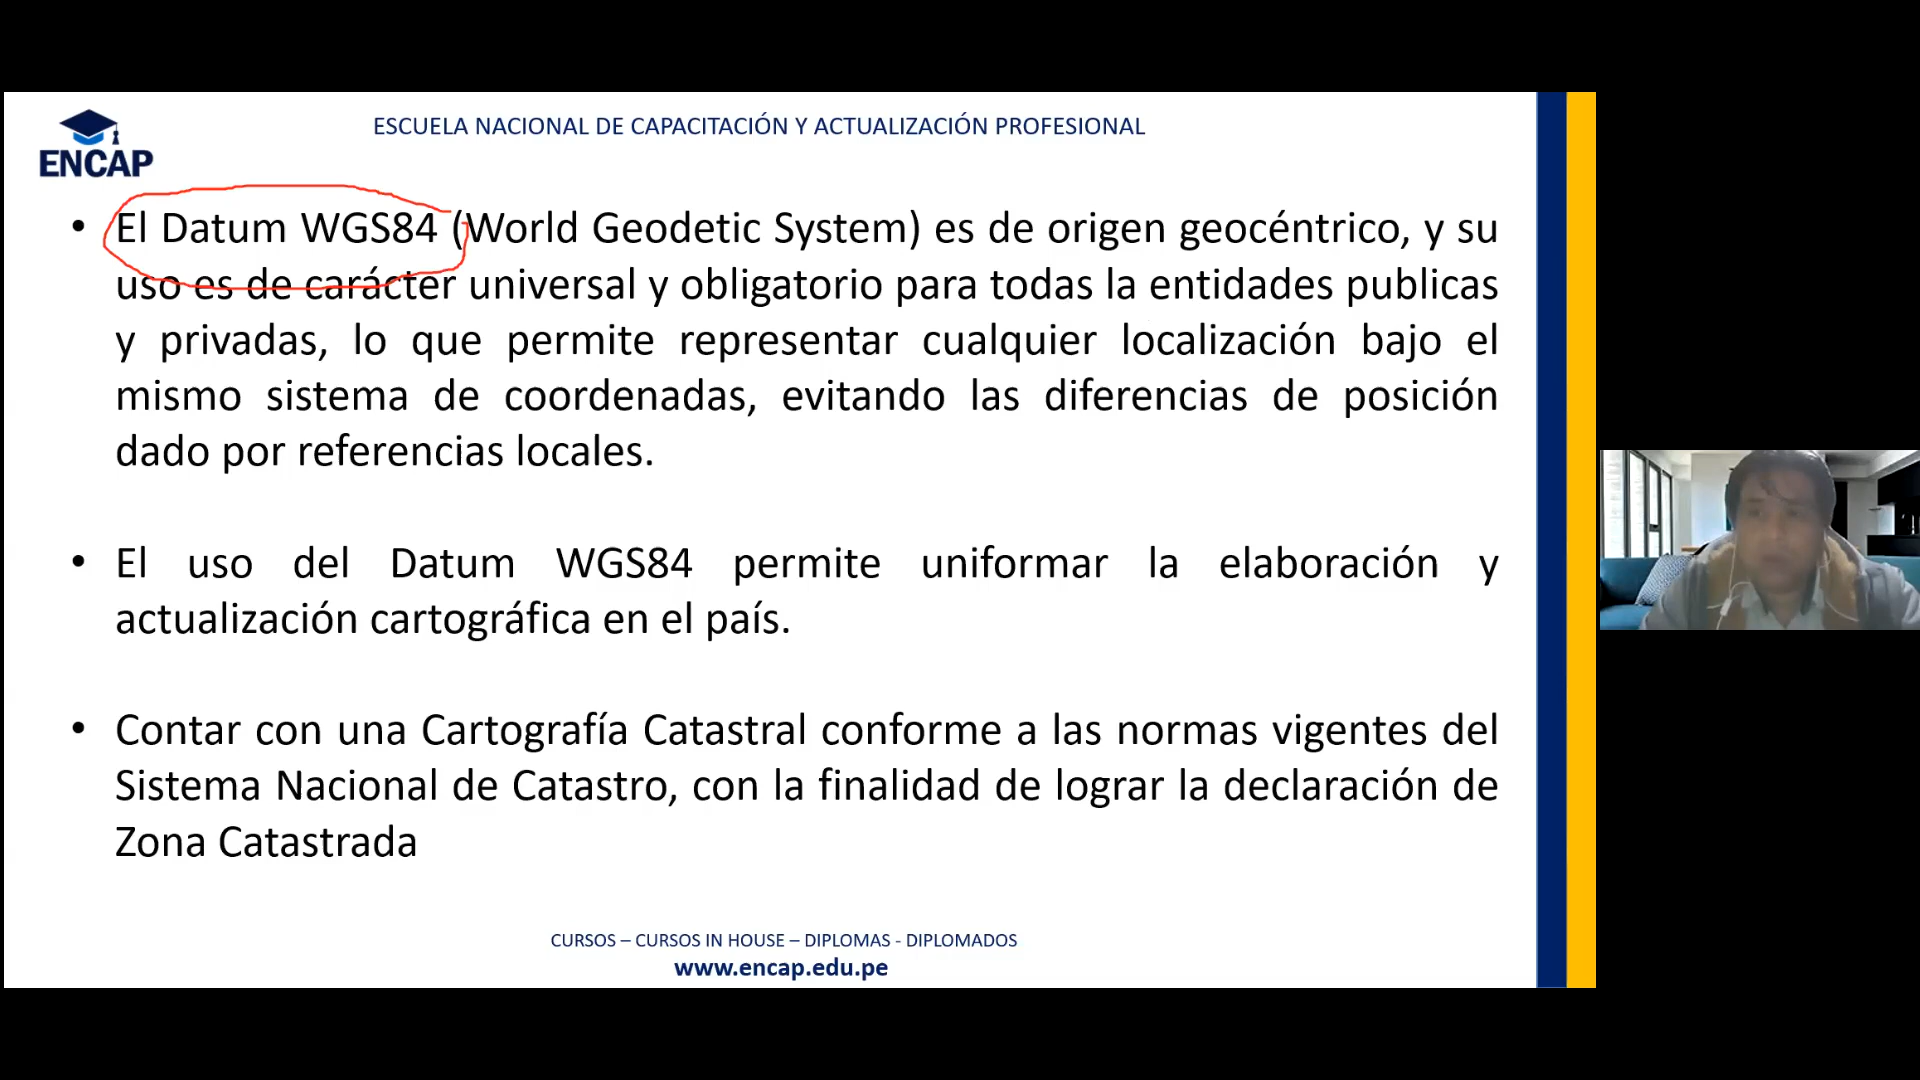 ENCAP
ESCUELA NACIONAL DE CAPACITACIÓN Y ACTUALIZACIÓN PROFESIONAL
• El Datum WGS84 (World Geodetic System) es de origen geocéntrico, y su
uso es de carácter universal y obligatorio para todas la entidades publicas
y privadas, lo que permite representar cualquier localización bajo el
mismo sistema de coordenadas, evitando las diferencias de posición
dado por referencias locales.
• El uso del Datum WGS84 permite uniformar la elaboración y
actualización cartográfica en el país.
• Contar con una Cartografía Catastral conforme a las normas vigentes del
Sistema Nacional de Catastro, con la finalidad de lograr la declaración de
Zona Catastrada
CURSOS – CURSOS IN HOUSE – DIPLOMAS - DIPLOMADOS
www.encap.edu.pe